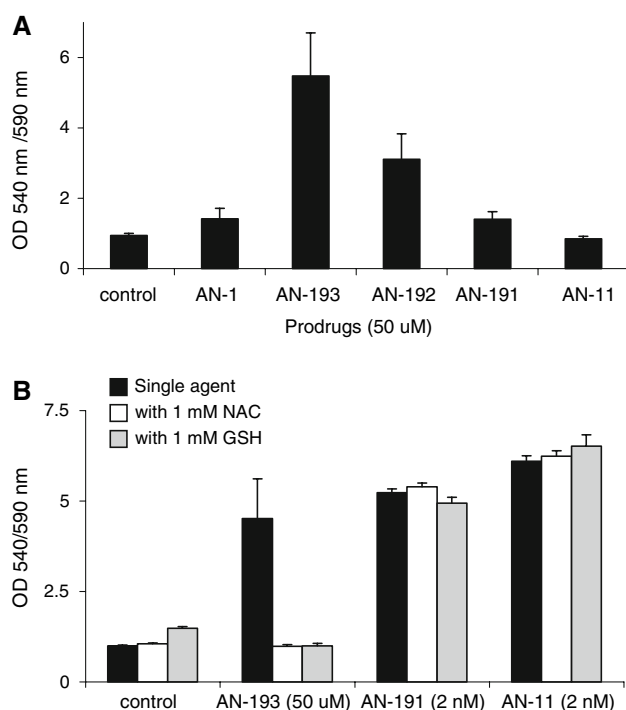 A
OD 540 nm /590 nm
6
4
2
0
control AN-1 AN-193 AN-192 AN-191 AN-11
Prodrugs (50 uM)
B
Single agent
with 1 mM NAC
with 1 mM GSH
OD 540/590 nm
7.5
5
2.5
0
control AN-193 (50 uM) AN-191 (2 nM) AN-11 (2 nM)